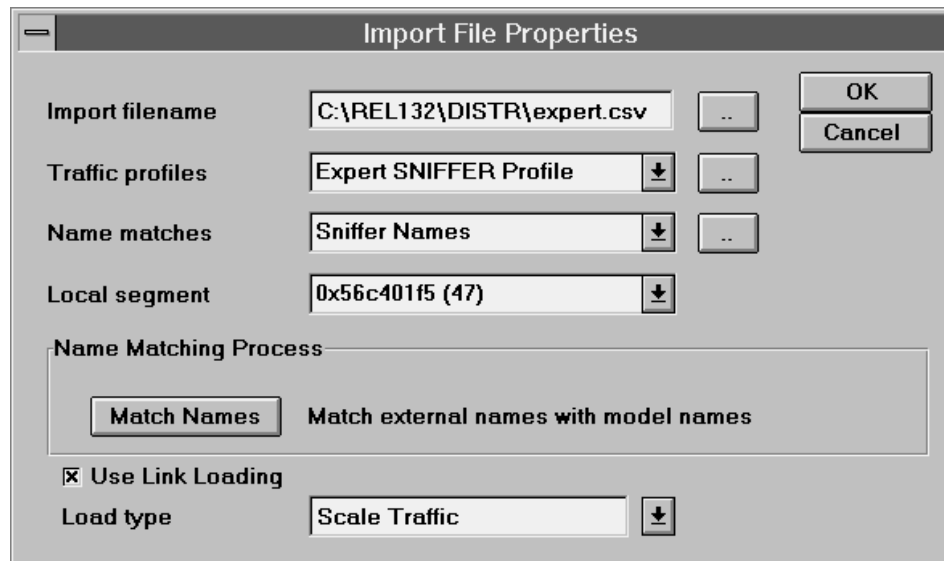 Import File Properties
Import filename C:\REL132\DISTR\expert.csv .. OK
Cancel
Traffic profiles Expert SNIFFER Profile ..
Name matches Sniffer Names ..
Local segment 0x56c401f5 (47)
Name Matching Process
Match Names Match external names with model names
Use Link Loading
Load type Scale Traffic